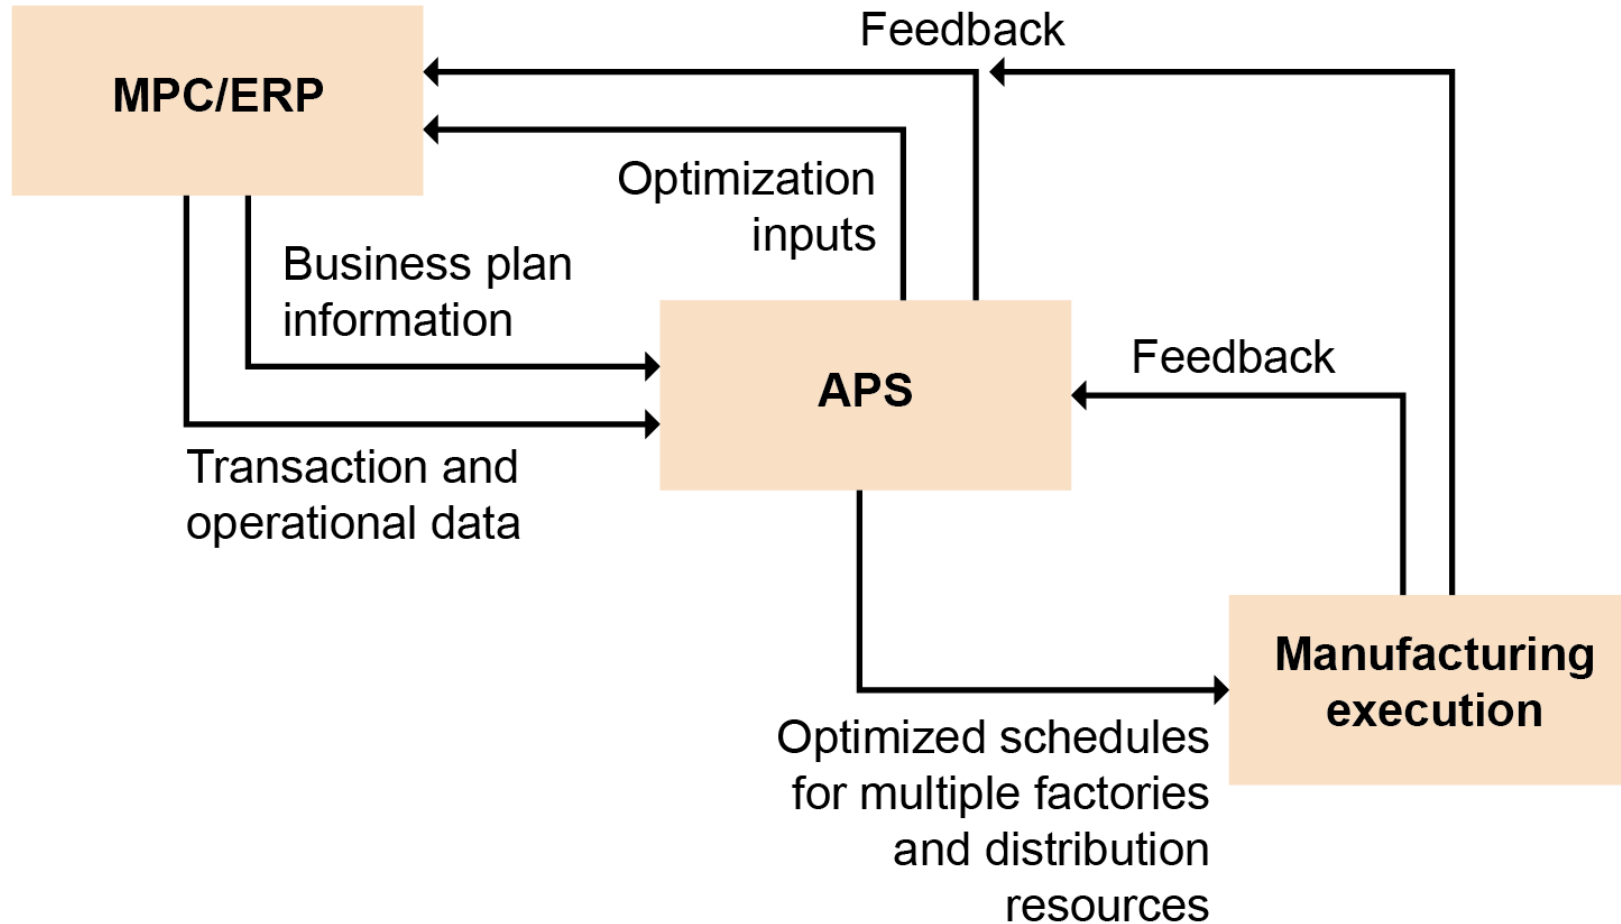 Feedback
MPC/ERP
Optimization
inputs
Business plan
information
Feedback
APS
Transaction and
operational data
Manufacturing
execution
Optimized schedules
for multiple factories
and distribution
resources